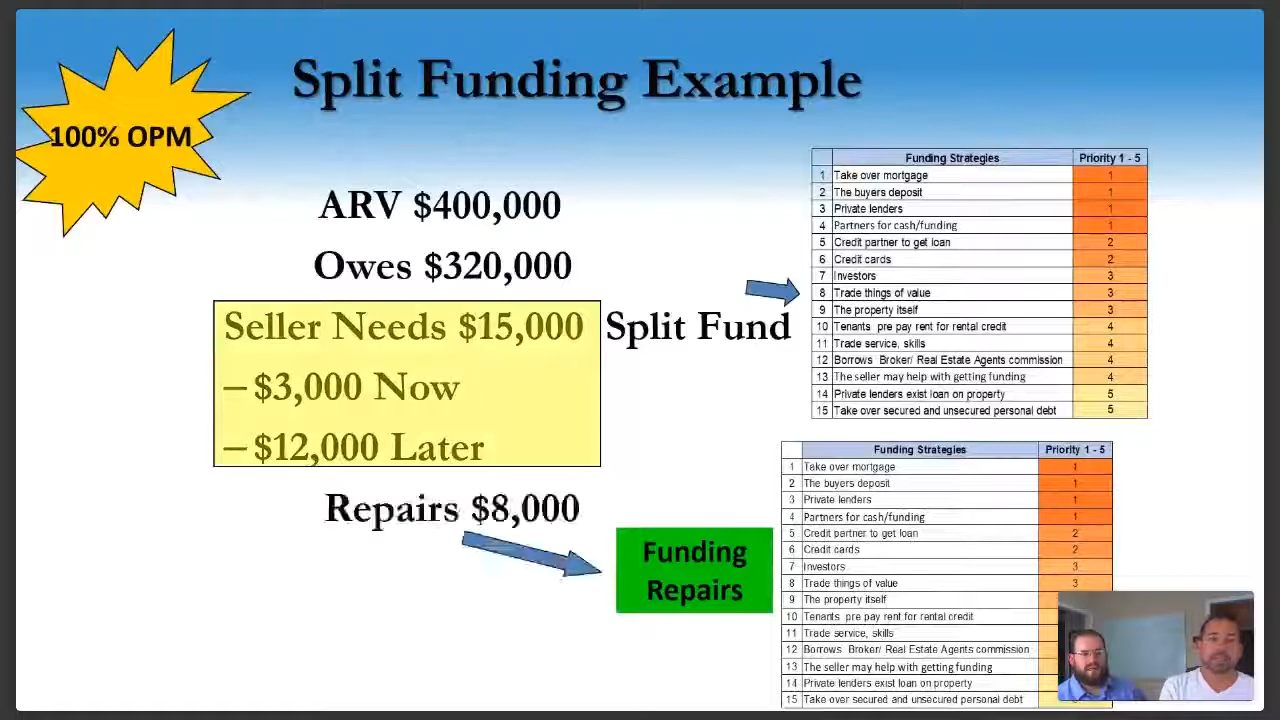 Split Funding Example
100% OPM
ARV $400,000
Owes $320,000
Seller Needs $15,000 Split Fund
– $3,000 Now
– $12,000 Later
Repairs $8,000
Funding
Repairs
Funding Strategies Priority 1 - 5
1 Take over mortgage 1
2 The buyers deposit 1
3 Private lenders 1
4 Partners for cash/funding 1
5 Credit partner to get loan 2
6 Credit cards 2
7 Investors 3
8 Trade things of value 3
9 The property itself 3
10 Tenants pre pay rent for rental credit 4
11 Trade service, skills 4
12 Borrows Broker/ Real Estate Agents commission 4
13 The seller may help with getting funding 4
14 Private lenders exist loan on property 5
15 Take over secured and unsecured personal debt 5
Funding Strategies Priority 1 - 5
1 Take over mortgage 1
2 The buyers deposit 1
3 Private lenders 1
4 Partners for cash/funding 1
5 Credit partner to get loan 2
6 Credit cards 2
7 Investors 3
8 Trade things of value 3
9 The property itself
10 Tenants pre pay rent for rental credit
11 Trade service, skills
12 Borrows Broker/ Real Estate Agents commission
13 The seller may help with getting funding
14 Private lenders exist loan on property
15 Take over secured and unsecured personal debt